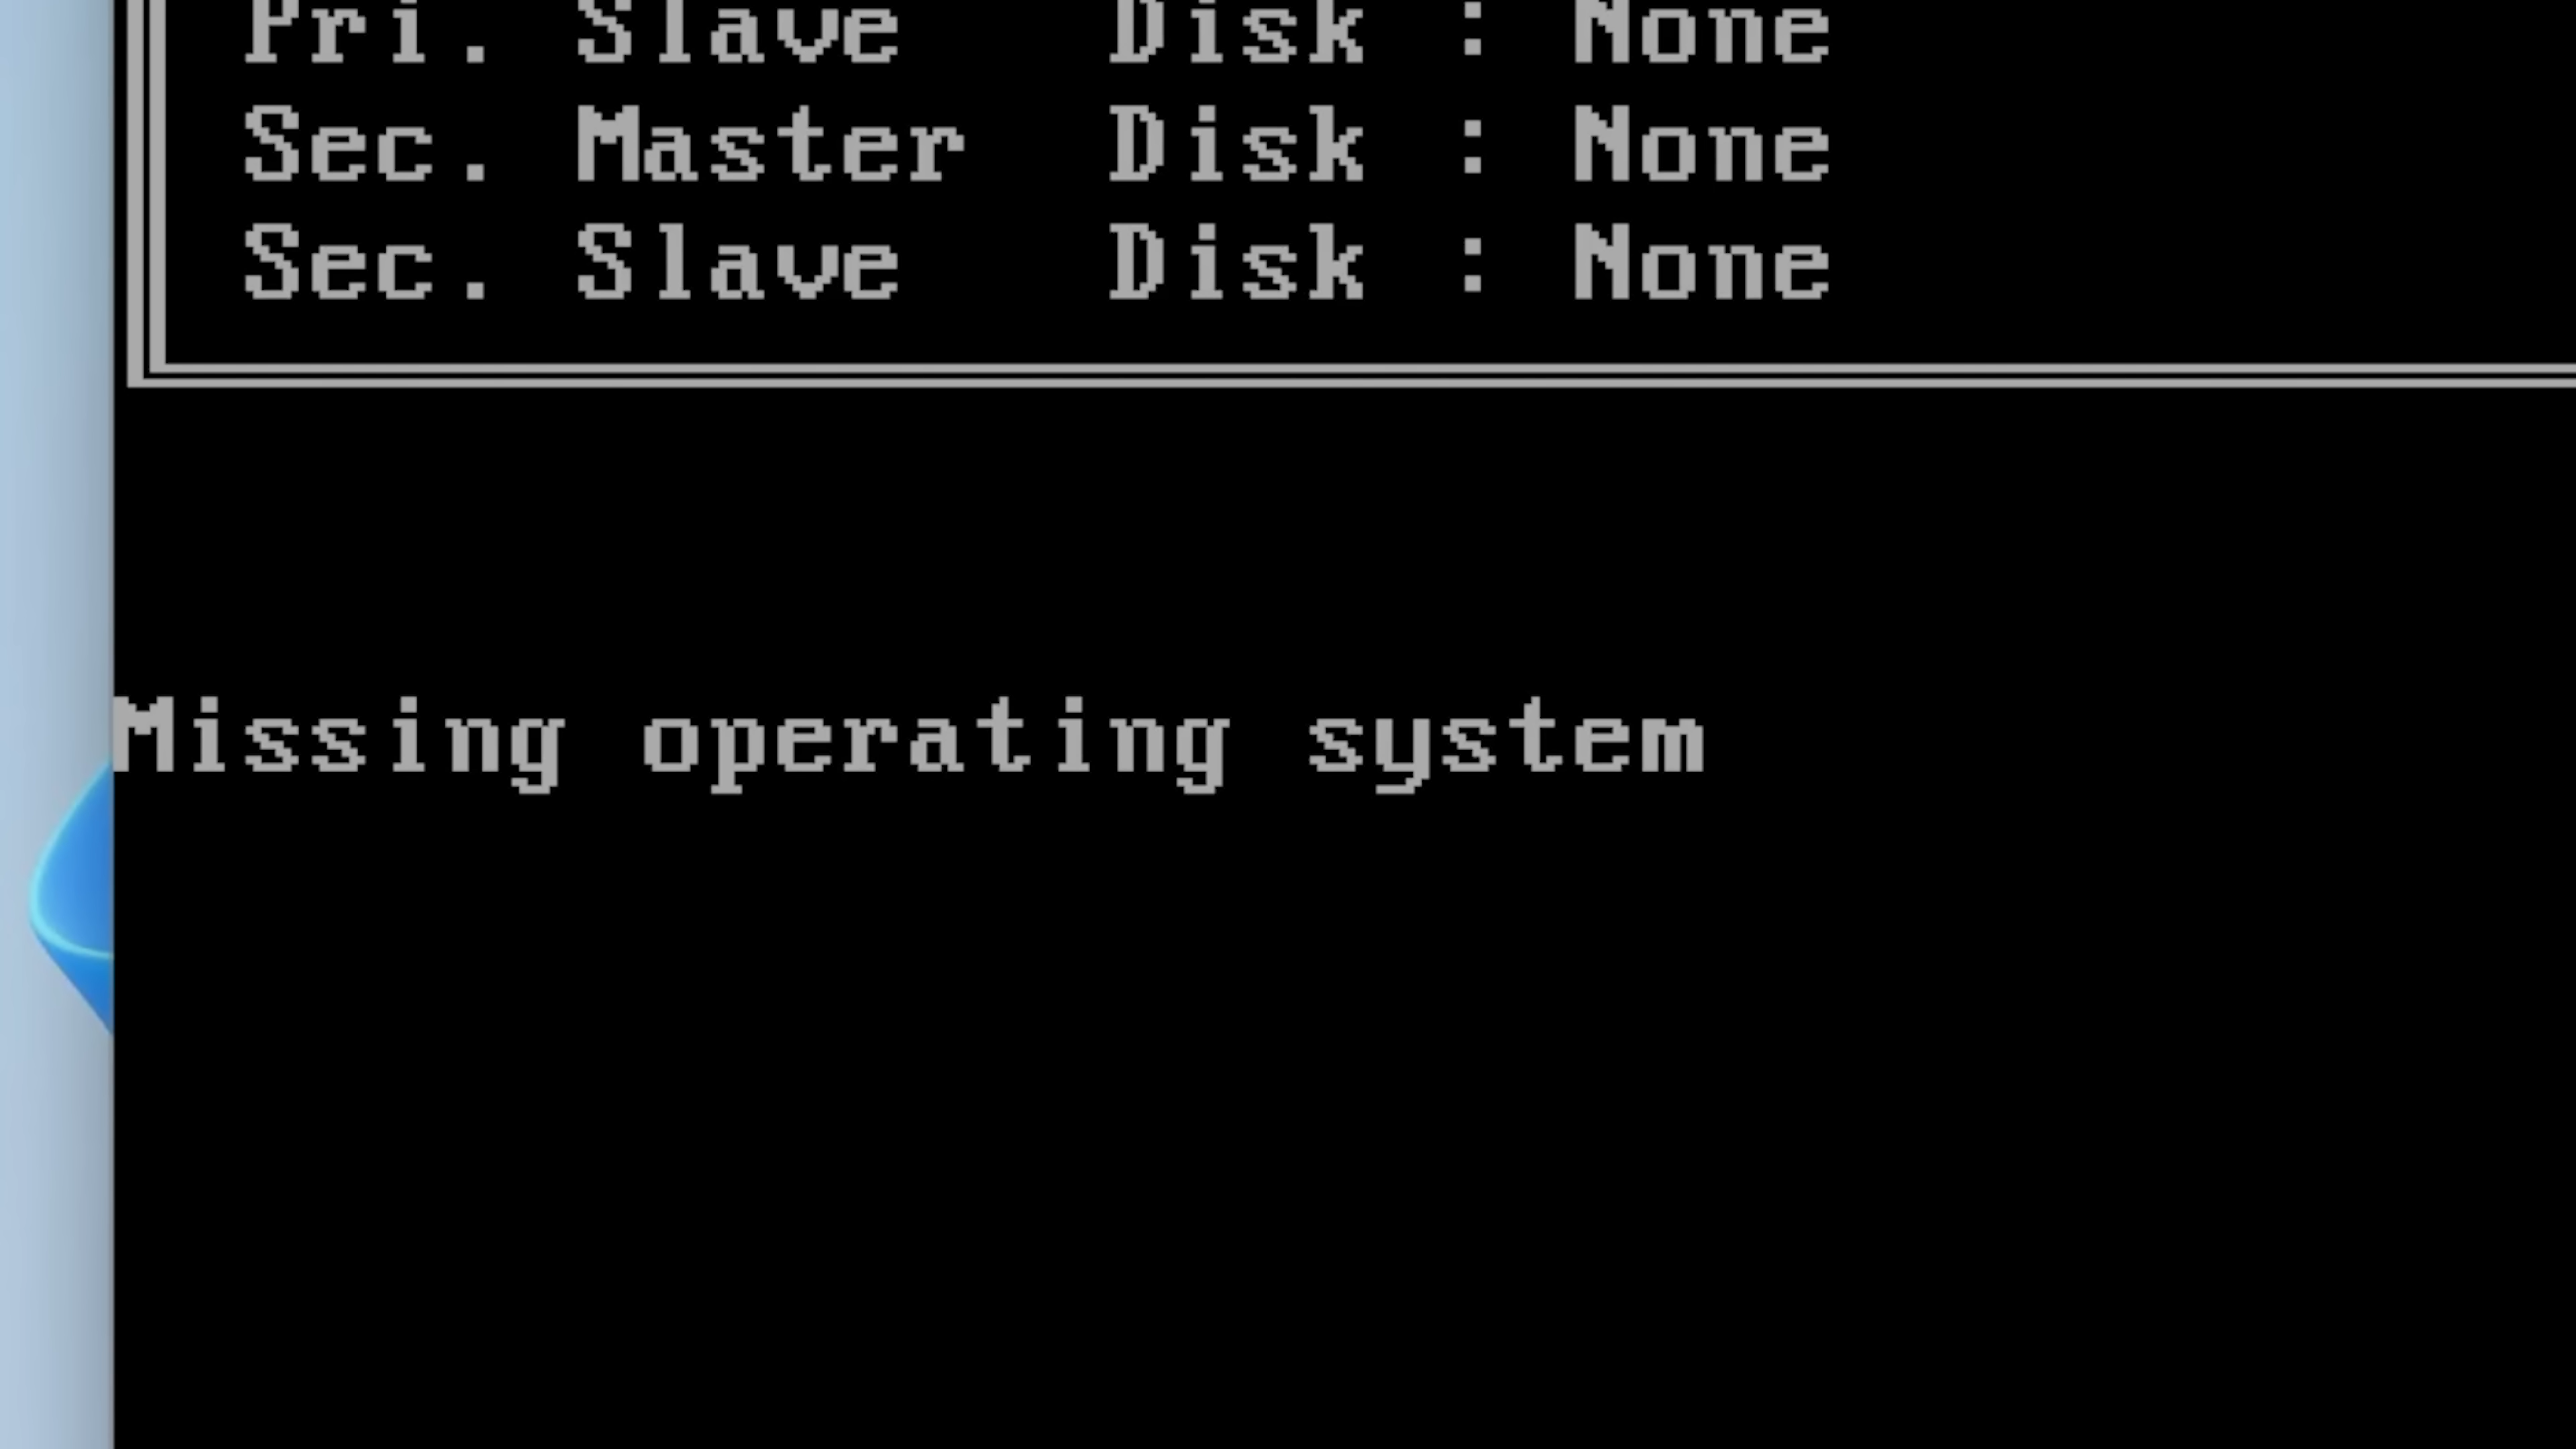 Pri. Slave Disk : None
Sec. Master Disk : None
Sec. Slave Disk : None
Missing operating system